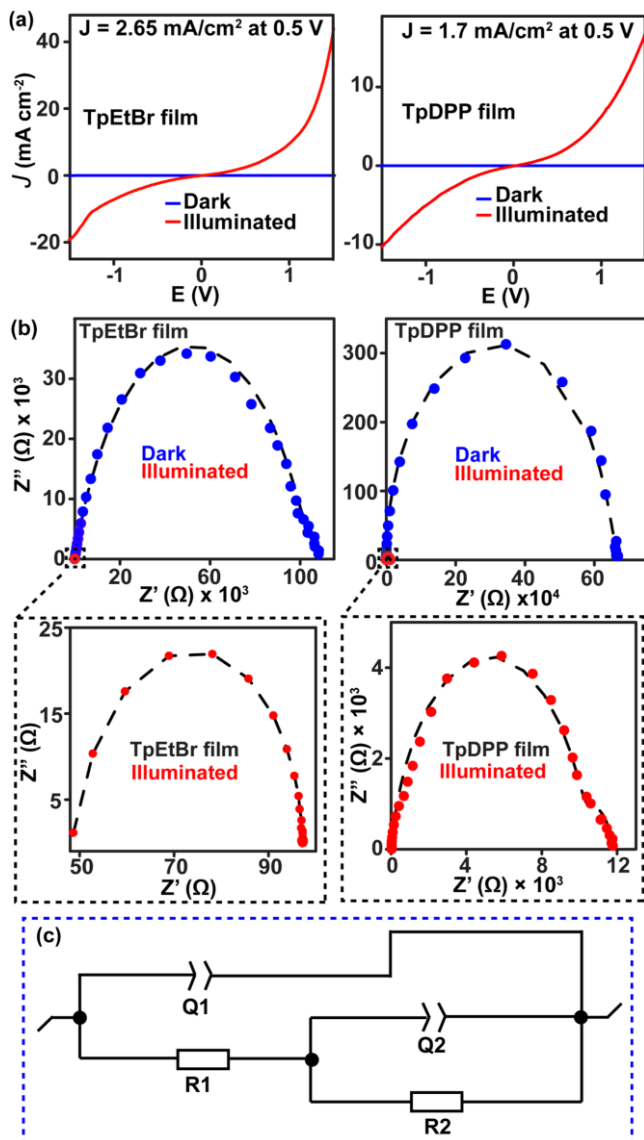 (a)
J = 2.65 mA/cm² at 0.5 V
J = 1.7 mA/cm² at 0.5 V
40
20
0
-20
J (mA cm⁻²)
TpEtBr film
Dark
Illuminated
-1
0
1
E (V)
10
0
-10
TpDPP film
Dark
Illuminated
-1
0
1
E (V)
(b)
TpEtBr film
30
20
10
0
Z'' (Ω) x 10³
Dark
Illuminated
20
60
100
Z' (Ω) x 10³
TpDPP film
300
200
100
0
Dark
Illuminated
0
20
40
60
Z' (Ω) x10⁴
25
15
5
Z'' (Ω)
TpEtBr film
Illuminated
50
70
90
Z' (Ω)
4
2
0
Z'' (Ω) × 10³
TpDPP film
Illuminated
0
4
8
12
Z' (Ω) × 10³
(c)
Q1
Q2
R1
R2